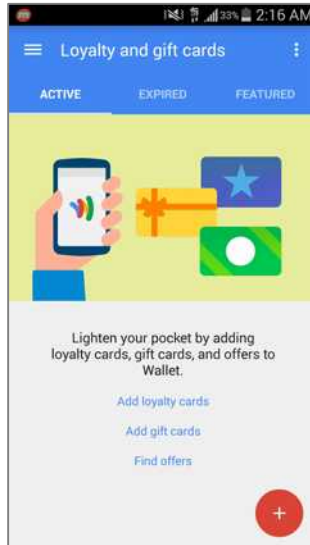 33% 2:16 AM
Loyalty and gift cards
ACTIVE EXPIRED FEATURED
Lighten your pocket by adding
loyalty cards, gift cards, and offers to
Wallet.
Add loyalty cards
Add gift cards
Find offers